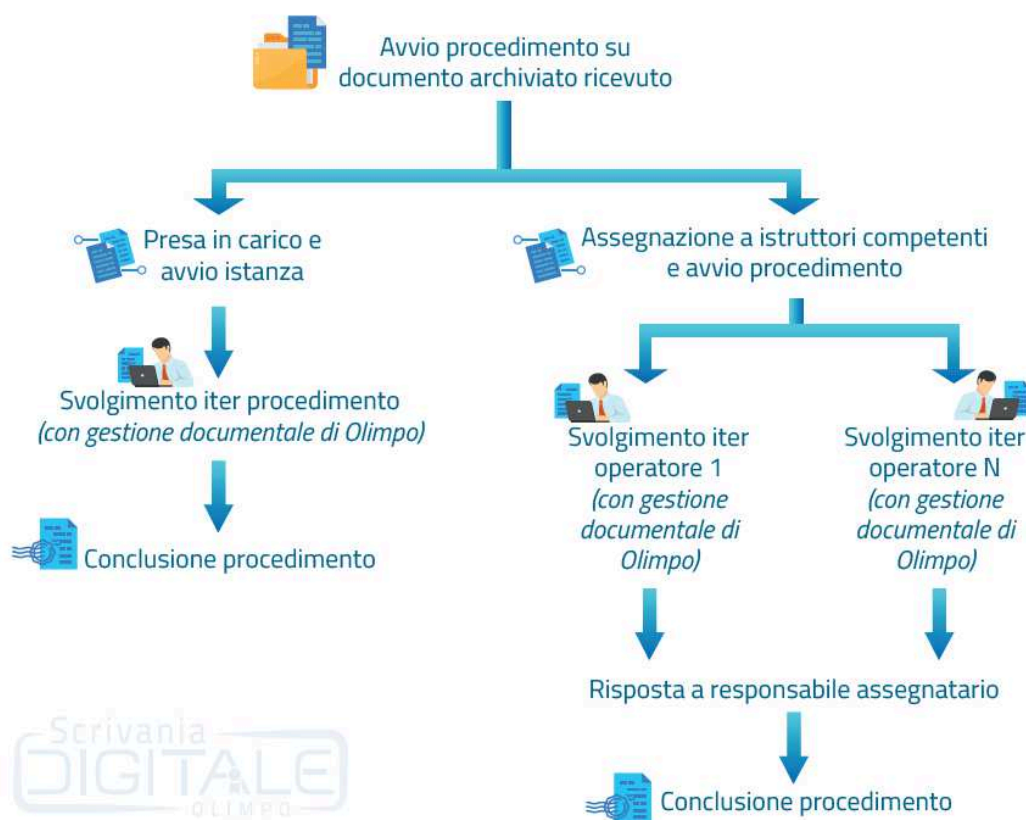 Avvio procedimento su
documento archiviato ricevuto
Presa in carico e
avvio istanza
Assegnazione a istruttori competenti
e avvio procedimento
Svolgimento iter procedimento
(con gestione documentale di Olimpo)
Svolgimento iter
operatore 1
(con gestione
documentale di
Olimpo)
Svolgimento iter
operatore N
(con gestione
documentale di
Olimpo)
Conclusione procedimento
Risposta a responsabile assegnatario
Conclusione procedimento
Scrivania
DIGITALE
OLIMPO